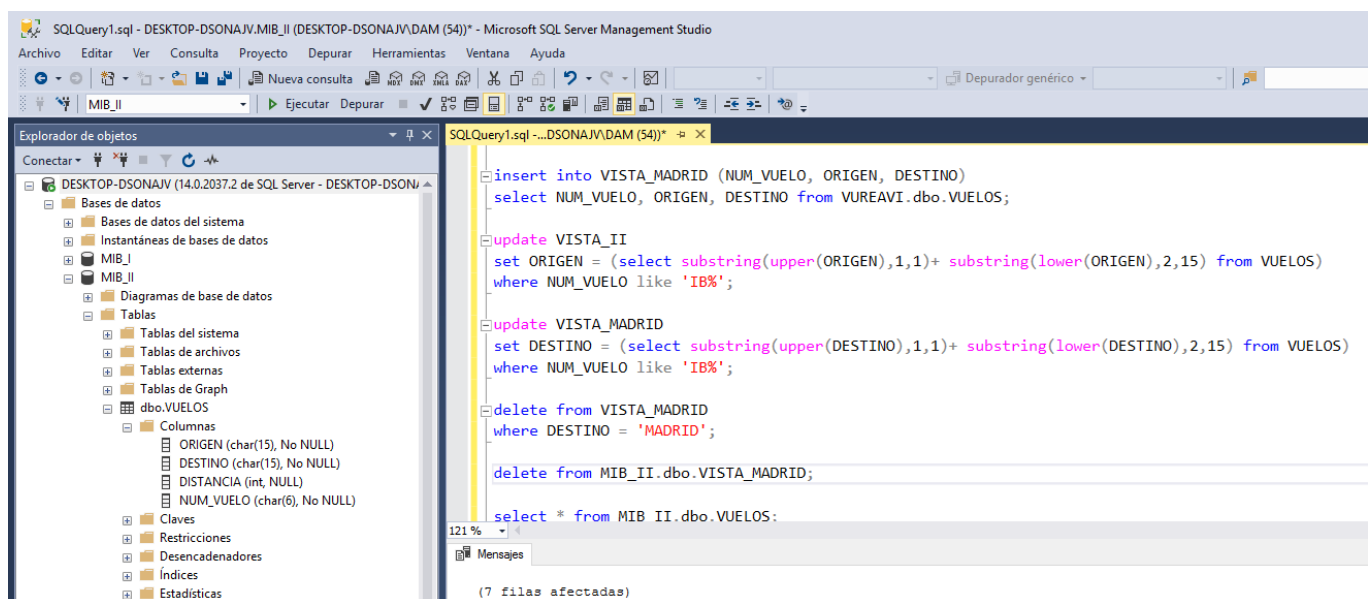 SQLQuery1.sql - DESKTOP-DSONAJV.MIB_II (DESKTOP-DSONAJV\DAM (54))* - Microsoft SQL Server Management Studio
Archivo Editar Ver Consulta Proyecto Depurar Herramientas Ventana Ayuda
Nueva consulta MDX DMX XMLA DAX Depurador genérico
MIB_II Ejecutar Depurar
Explorador de objetos
Conectar
DESKTOP-DSONAJV (14.0.2037.2 de SQL Server - DESKTOP-DSONA
Bases de datos
Bases de datos del sistema
Instantáneas de bases de datos
MIB_I
MIB_II
Diagramas de base de datos
Tablas
Tablas del sistema
Tablas de archivos
Tablas externas
Tablas de Graph
dbo.VUELOS
Columnas
ORIGEN (char(15), No NULL)
DESTINO (char(15), No NULL)
DISTANCIA (int, NULL)
NUM_VUELO (char(6), No NULL)
Claves
Restricciones
Desencadenadores
Índices
Estadísticas
SQLQuery1.sql -...DSONAJV\DAM (54))*
insert into VISTA_MADRID (NUM_VUELO, ORIGEN, DESTINO)
select NUM_VUELO, ORIGEN, DESTINO from VUREAVI.dbo.VUELOS;
update VISTA_II
set ORIGEN = (select substring(upper(ORIGEN),1,1)+ substring(lower(ORIGEN),2,15) from VUELOS)
where NUM_VUELO like 'IB%';
update VISTA_MADRID
set DESTINO = (select substring(upper(DESTINO),1,1)+ substring(lower(DESTINO),2,15) from VUELOS)
where NUM_VUELO like 'IB%';
delete from VISTA_MADRID
where DESTINO = 'MADRID';
delete from MIB_II.dbo.VISTA_MADRID;
select * from MIB_II.dbo.VUELOS;
121 %
Mensajes
(7 filas afectadas)